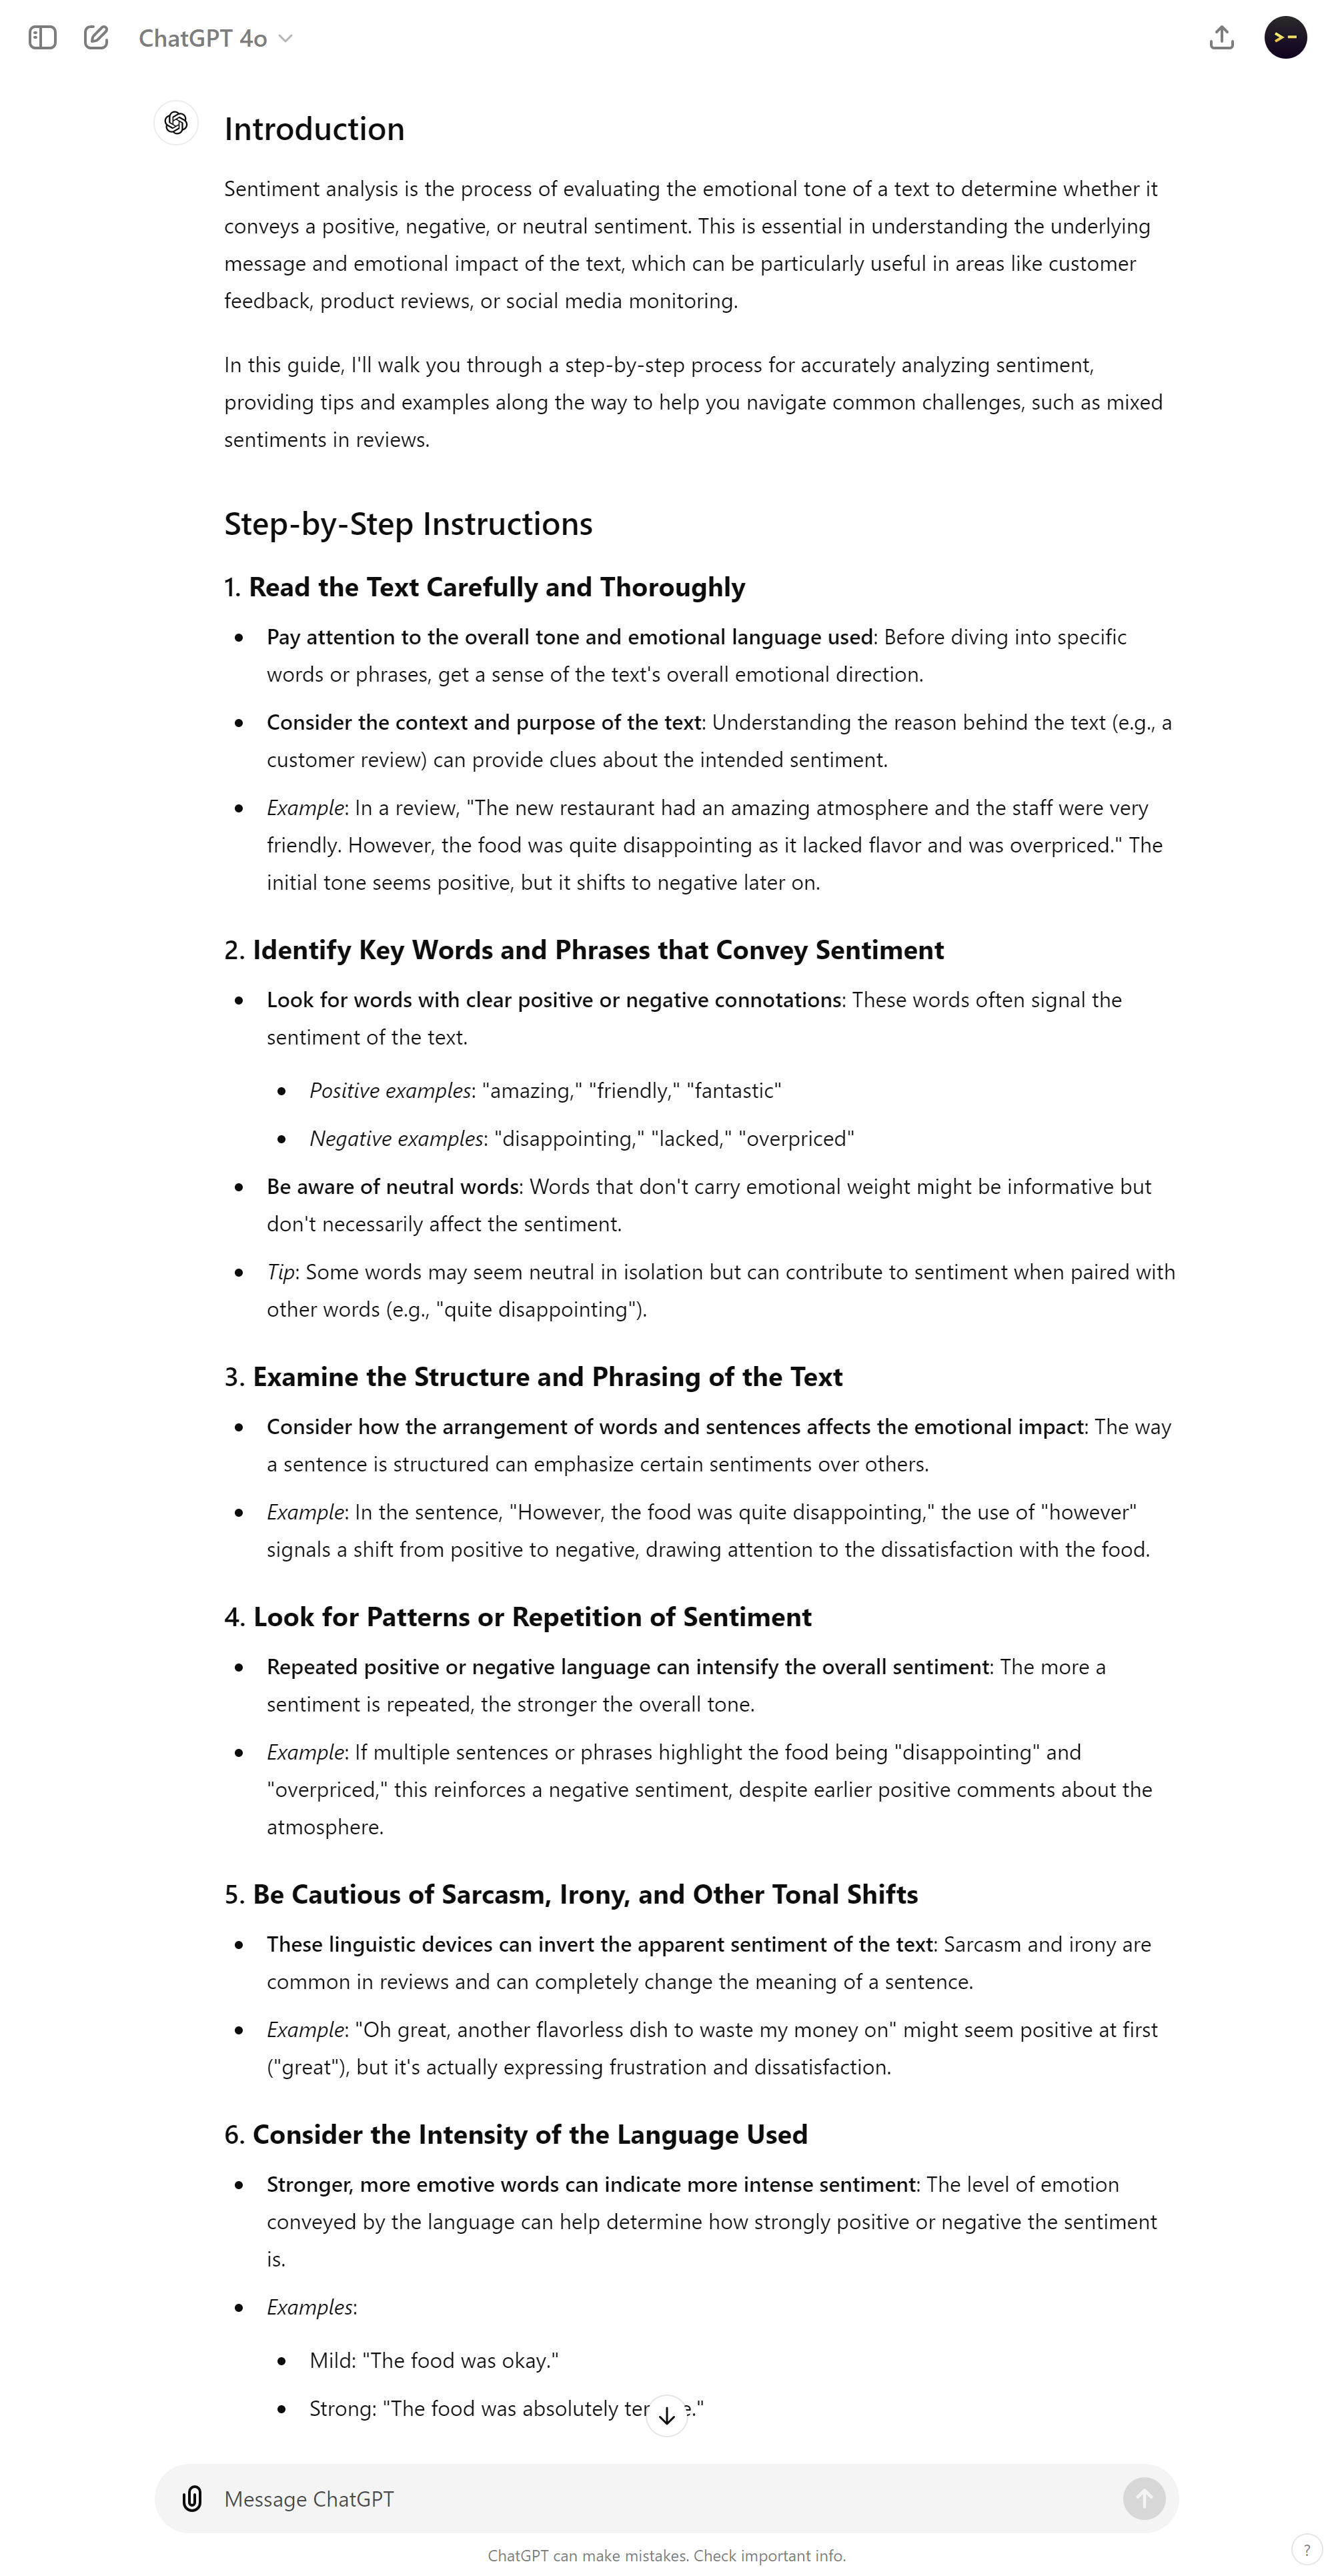 ChatGPT 4o
Introduction
Sentiment analysis is the process of evaluating the emotional tone of a text to determine whether it
conveys a positive, negative, or neutral sentiment. This is essential in understanding the underlying
message and emotional impact of the text, which can be particularly useful in areas like customer
feedback, product reviews, or social media monitoring.
In this guide, I'll walk you through a step-by-step process for accurately analyzing sentiment,
providing tips and examples along the way to help you navigate common challenges, such as mixed
sentiments in reviews.
Step-by-Step Instructions
1. Read the Text Carefully and Thoroughly
• Pay attention to the overall tone and emotional language used: Before diving into specific
words or phrases, get a sense of the text's overall emotional direction.
• Consider the context and purpose of the text: Understanding the reason behind the text (e.g., a
customer review) can provide clues about the intended sentiment.
• Example: In a review, "The new restaurant had an amazing atmosphere and the staff were very
friendly. However, the food was quite disappointing as it lacked flavor and was overpriced." The
initial tone seems positive, but it shifts to negative later on.
2. Identify Key Words and Phrases that Convey Sentiment
• Look for words with clear positive or negative connotations: These words often signal the
sentiment of the text.
• Positive examples: "amazing," "friendly," "fantastic"
• Negative examples: "disappointing," "lacked," "overpriced"
• Be aware of neutral words: Words that don't carry emotional weight might be informative but
don't necessarily affect the sentiment.
• Tip: Some words may seem neutral in isolation but can contribute to sentiment when paired with
other words (e.g., "quite disappointing").
3. Examine the Structure and Phrasing of the Text
• Consider how the arrangement of words and sentences affects the emotional impact: The way
a sentence is structured can emphasize certain sentiments over others.
• Example: In the sentence, "However, the food was quite disappointing," the use of "however"
signals a shift from positive to negative, drawing attention to the dissatisfaction with the food.
4. Look for Patterns or Repetition of Sentiment
• Repeated positive or negative language can intensify the overall sentiment: The more a
sentiment is repeated, the stronger the overall tone.
• Example: If multiple sentences or phrases highlight the food being "disappointing" and
"overpriced," this reinforces a negative sentiment, despite earlier positive comments about the
atmosphere.
5. Be Cautious of Sarcasm, Irony, and Other Tonal Shifts
• These linguistic devices can invert the apparent sentiment of the text: Sarcasm and irony are
common in reviews and can completely change the meaning of a sentence.
• Example: "Oh great, another flavorless dish to waste my money on" might seem positive at first
("great"), but it's actually expressing frustration and dissatisfaction.
6. Consider the Intensity of the Language Used
• Stronger, more emotive words can indicate more intense sentiment: The level of emotion
conveyed by the language can help determine how strongly positive or negative the sentiment
is.
• Examples:
• Mild: "The food was okay."
• Strong: "The food was absolutely
Message ChatGPT
ChatGPT can make mistakes. Check important info.
?